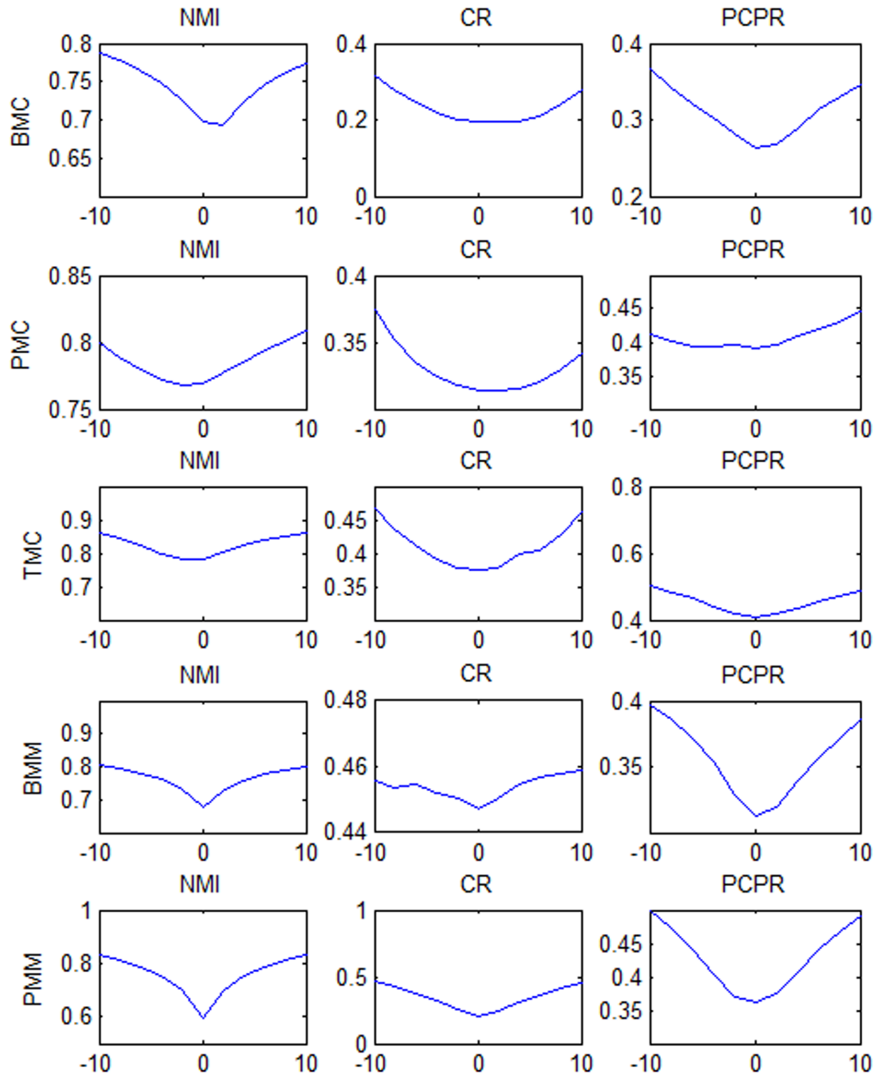 NMI CR PCPR
0.8 0.4 0.4
0.75
BMC 0.7 0.2 0.3
0.65
0 0.2
-10 0 10 -10 0 10 -10 0 10
NMI CR PCPR
0.85 0.4
0.45
PMC 0.8 0.35 0.4
0.35
0.75
-10 0 10 -10 0 10 -10 0 10
NMI CR PCPR
0.8
0.9 0.45
TMC 0.8 0.4 0.6
0.7 0.35
0.4
-10 0 10 -10 0 10 -10 0 10
NMI CR PCPR
0.48 0.4
0.9
BMM 0.8 0.46 0.35
0.7
0.44
-10 0 10 -10 0 10 -10 0 10
NMI CR PCPR
1 1
0.45
PMM 0.8 0.5 0.4
0.6 0.35
0
-10 0 10 -10 0 10 -10 0 10